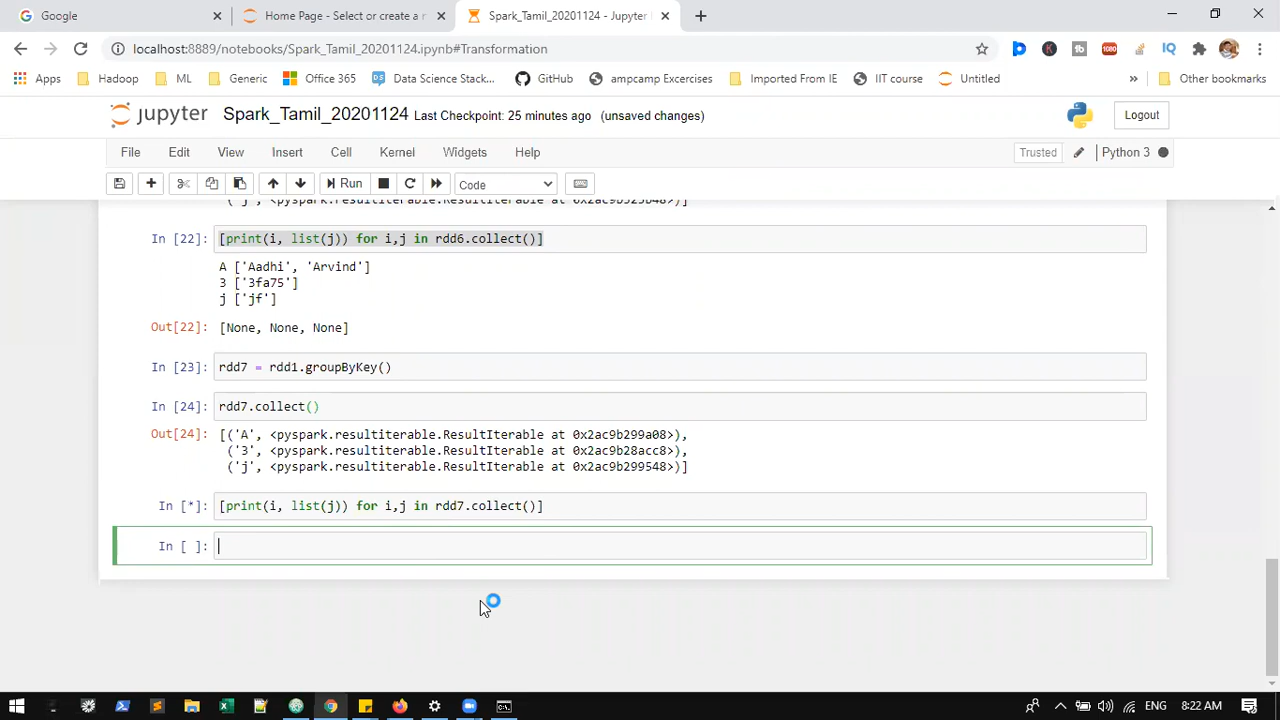 Google
Home Page - Select or create a n
Spark_Tamil_20201124 - Jupyter
localhost:8889/notebooks/Spark_Tamil_20201124.ipynb#Transformation
Apps
Hadoop
ML
Generic
Office 365
Data Science Stack...
GitHub
ampcamp Excercises
Imported From IE
IIT course
Untitled
»
Other bookmarks
jupyter Spark_Tamil_20201124 Last Checkpoint: 25 minutes ago (unsaved changes)
Logout
File Edit View Insert Cell Kernel Widgets Help
Trusted
Python 3
Run
Code
In [22]: [print(i, list(j)) for i,j in rdd6.collect()]
A ['Aadhi', 'Arvind']
3 ['3fa75']
j ['jf']
Out[22]: [None, None, None]
In [23]: rdd7 = rdd1.groupByKey()
In [24]: rdd7.collect()
Out[24]: [('A', <pyspark.resultiterable.ResultIterable at 0x2ac9b299a08>),
('3', <pyspark.resultiterable.ResultIterable at 0x2ac9b28acc8>),
('j', <pyspark.resultiterable.ResultIterable at 0x2ac9b299548>)]
In [*]: [print(i, list(j)) for i,j in rdd7.collect()]
In [ ]:
ENG
8:22 AM